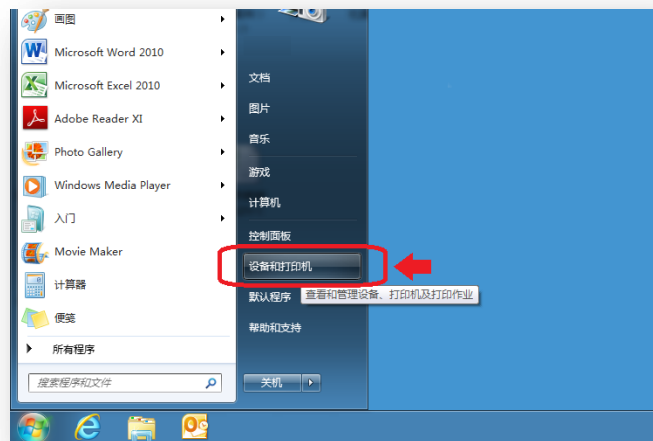 画图
Microsoft Word 2010
Microsoft Excel 2010
Adobe Reader XI
Photo Gallery
Windows Media Player
入门
Movie Maker
计算器
便笺
所有程序
搜索程序和文件
文档
图片
音乐
游戏
计算机
控制面板
设备和打印机
默认程序
查看和管理设备、打印机及打印作业
帮助和支持
关机